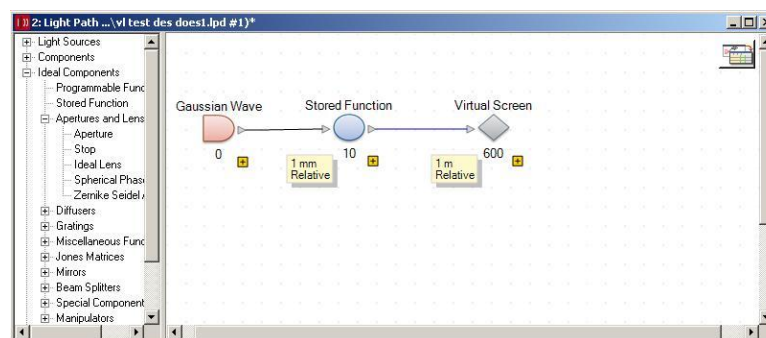 2: Light Path ...\vl test des does1.lpd #1)*
Light Sources
Components
Ideal Components
Programmable Func
Stored Function
Apertures and Lens
Aperture
Stop
Ideal Lens
Spherical Phas
Zernike Seidel
Diffusers
Gratings
Miscellaneous Func
Jones Matrices
Mirrors
Beam Splitters
Special Component
Manipulators
Gaussian Wave
0
Stored Function
10
Virtual Screen
600
1 mm
Relative
1 m
Relative